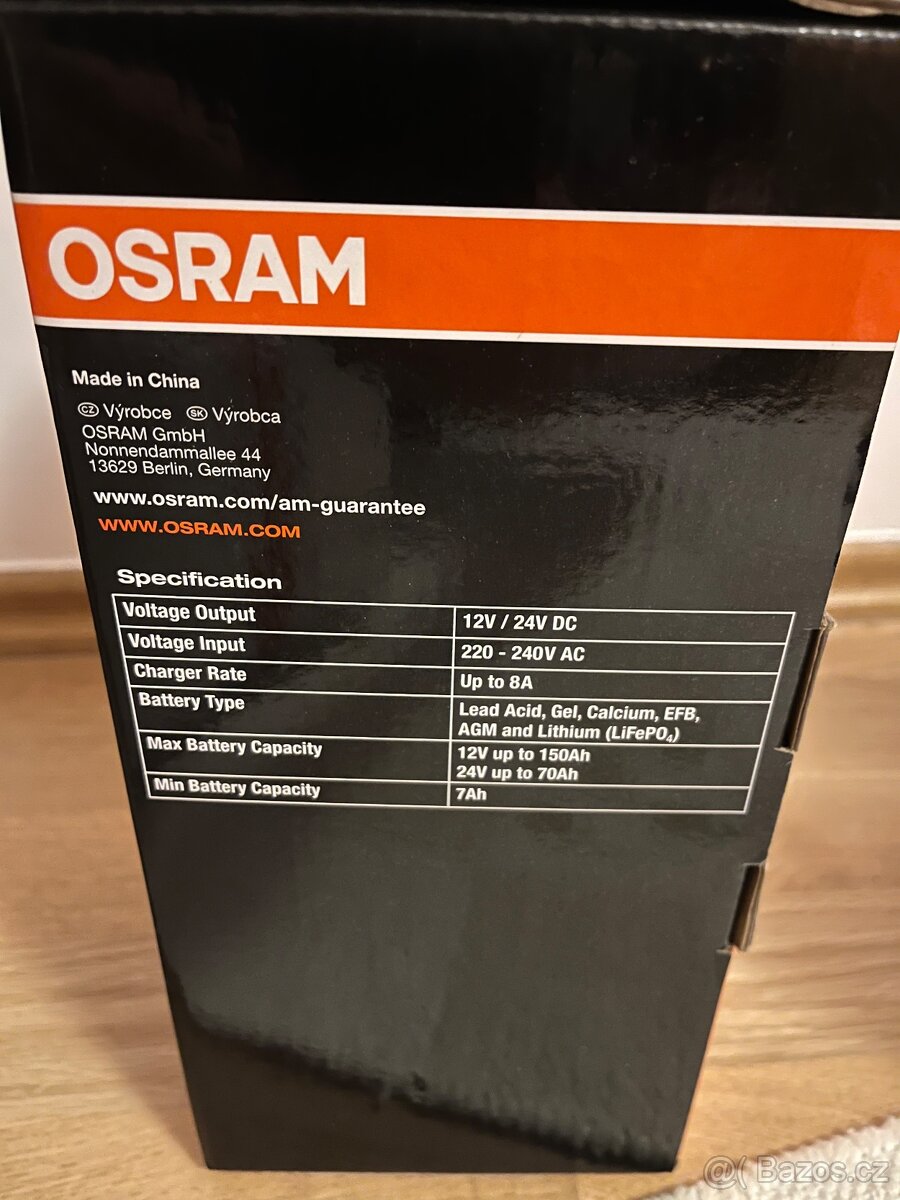 OSRAM
Made in China
CZ Výrobce SK Výrobca
OSRAM GmbH
Nonnendammallee 44
13629 Berlin, Germany
www.osram.com/am-guarantee
WWW.OSRAM.COM
Specification
Voltage Output 12V / 24V DC
Voltage Input 220 - 240V AC
Charger Rate Up to 8A
Battery Type Lead Acid, Gel, Calcium, EFB,
AGM and Lithium (LiFePO₄)
Max Battery Capacity 12V up to 150Ah
24V up to 70Ah
Min Battery Capacity 7Ah
@( Bazos.cz